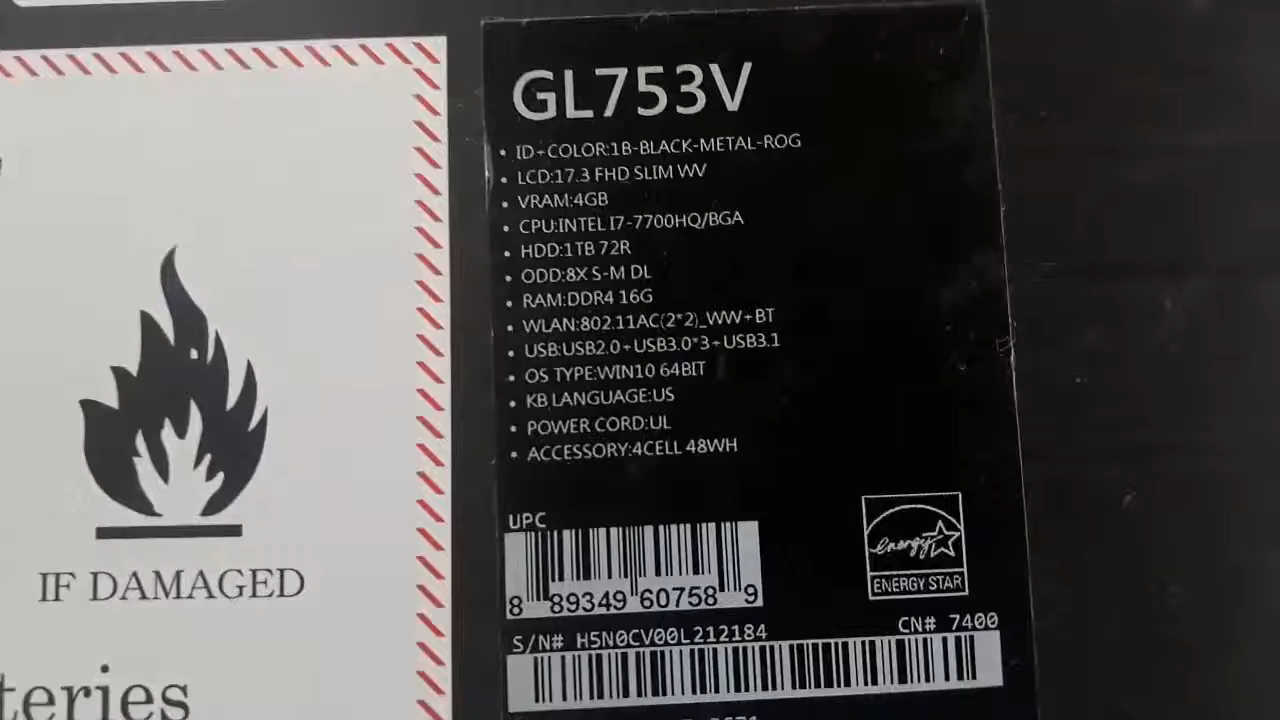 GL753V
• ID+COLOR:1B-BLACK-METAL-ROG
• LCD:17.3 FHD SLIM WV
• VRAM:4GB
• CPU:INTEL I7-7700HQ/BGA
• HDD:1TB 72R
• ODD:8X S-M DL
• RAM:DDR4 16G
• WLAN:802.11AC(2*2)_WW+BT
• USB:USB2.0+USB3.0*3+USB3.1
• OS TYPE:WIN10 64BIT
• KB LANGUAGE:US
• POWER CORD:UL
• ACCESSORY:4CELL 48WH
UPC
8 89349 60758 9
energy
ENERGY STAR
S/N# H5N0CV00L212184
CN# 7400
IF DAMAGED
teries